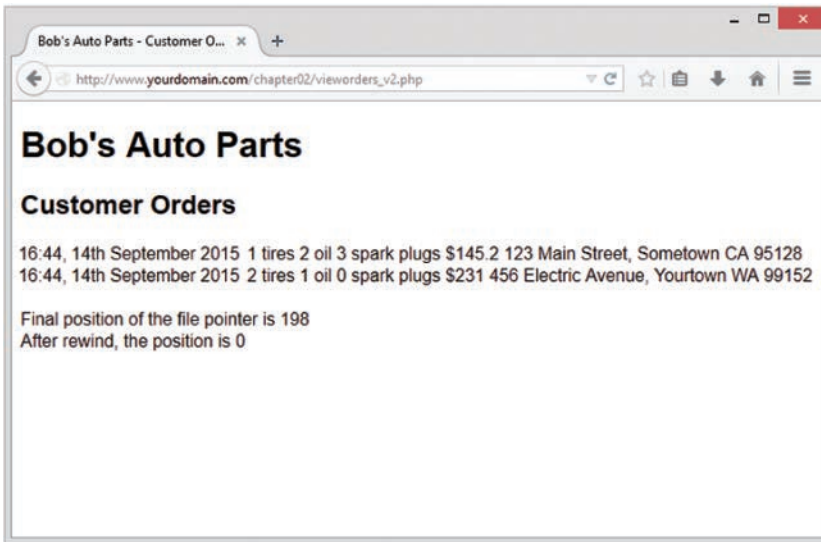 Bob's Auto Parts - Customer O...
http://www.yourdomain.com/chapter02/vieworders_v2.php
Bob's Auto Parts
Customer Orders
16:44, 14th September 2015 1 tires 2 oil 3 spark plugs $145.2 123 Main Street, Sometown CA 95128
16:44, 14th September 2015 2 tires 1 oil 0 spark plugs $231 456 Electric Avenue, Yourtown WA 99152
Final position of the file pointer is 198
After rewind, the position is 0